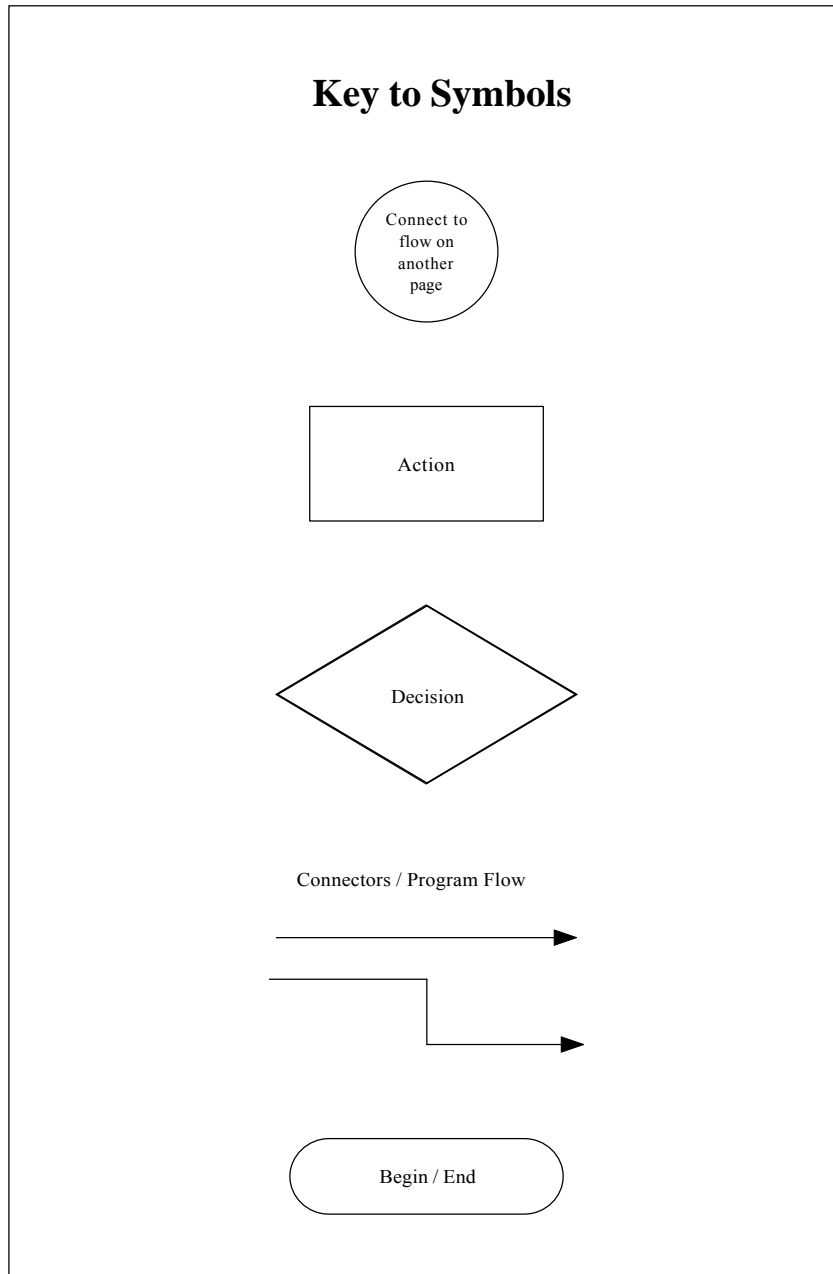 Key to Symbols
Connect to
flow on
another
page
Action
Decision
Connectors / Program Flow
Begin / End